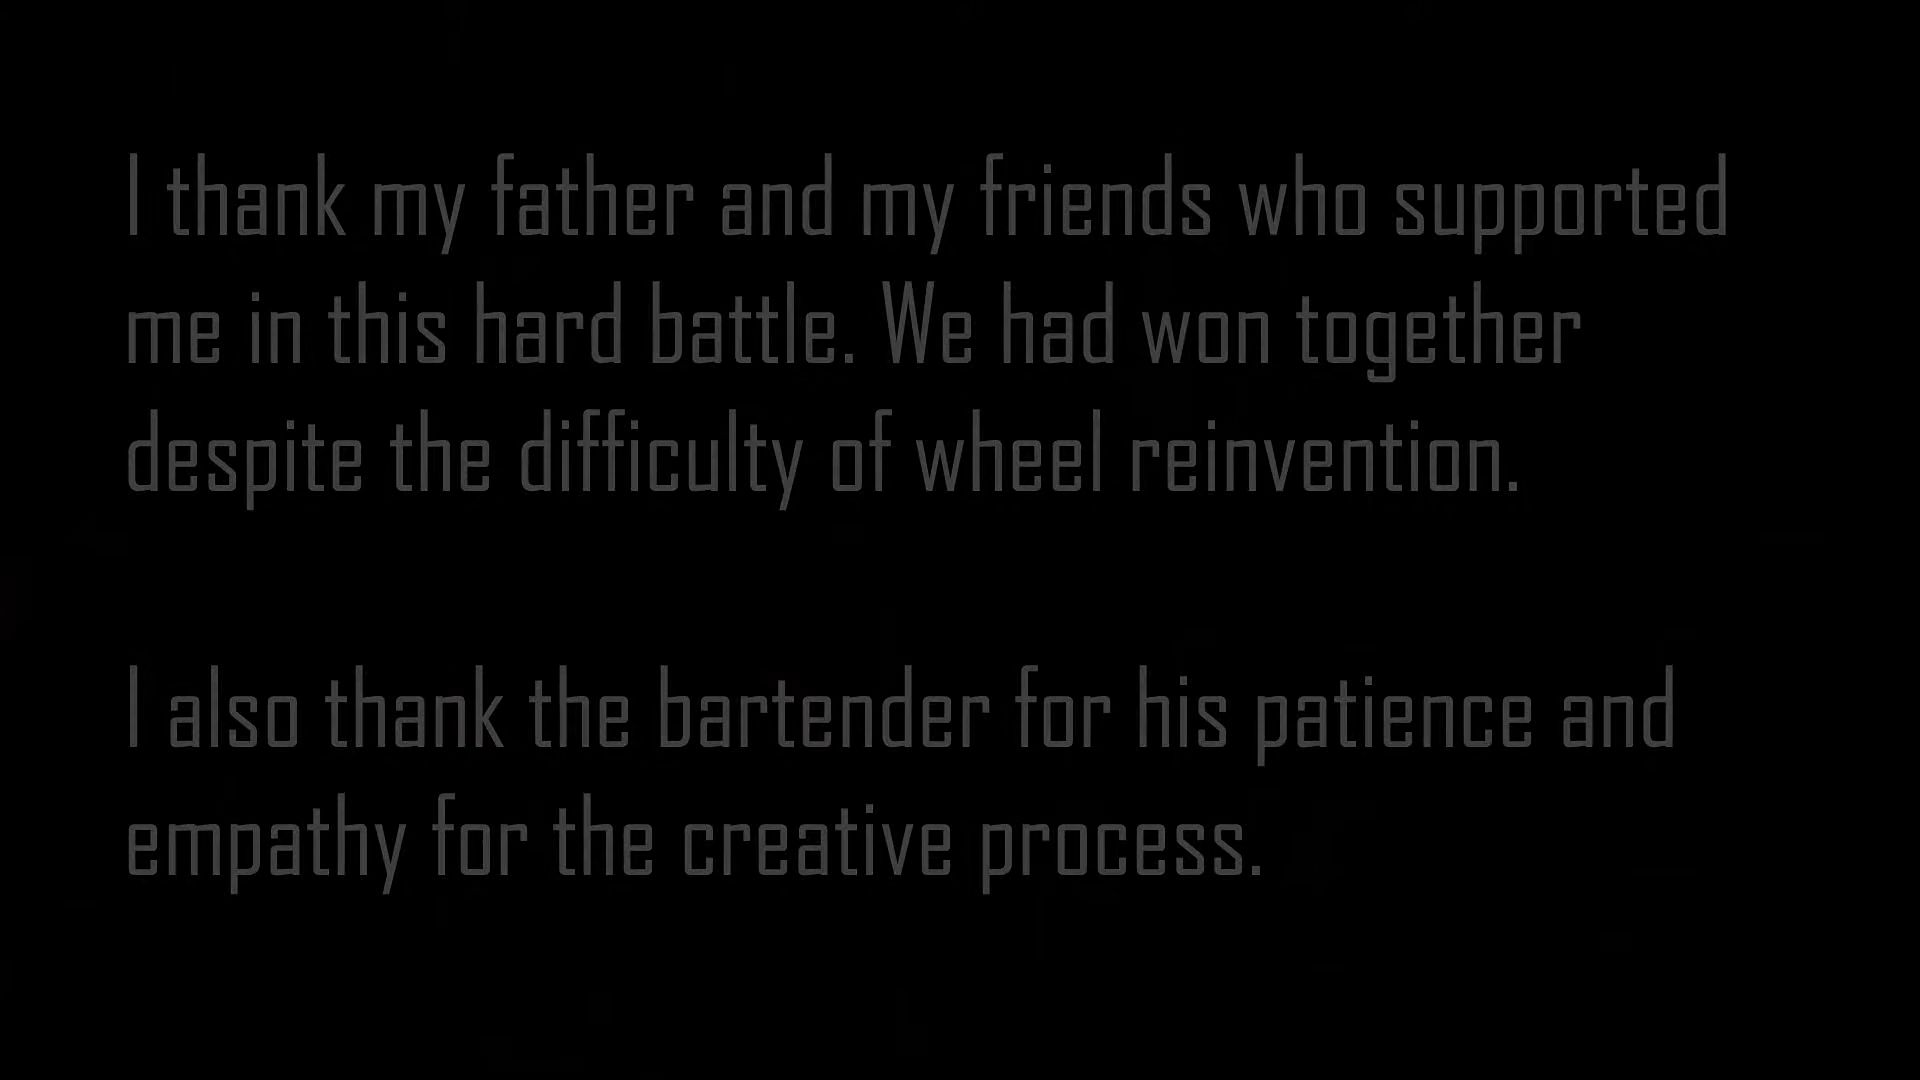 I thank my father and my friends who supported
me in this hard battle. We had won together
despite the difficulty of wheel reinvention.
I also thank the bartender for his patience and
empathy for the creative process.